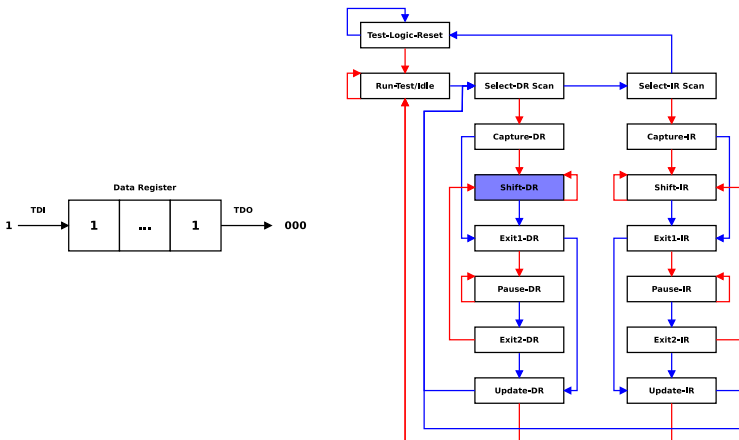 Data Register
1
TDI
1
...
1
TDO
000
Test-Logic-Reset
Run-Test/Idle
Select-DR Scan
Select-IR Scan
Capture-DR
Capture-IR
Shift-DR
Shift-IR
Exit1-DR
Exit1-IR
Pause-DR
Pause-IR
Exit2-DR
Exit2-IR
Update-DR
Update-IR